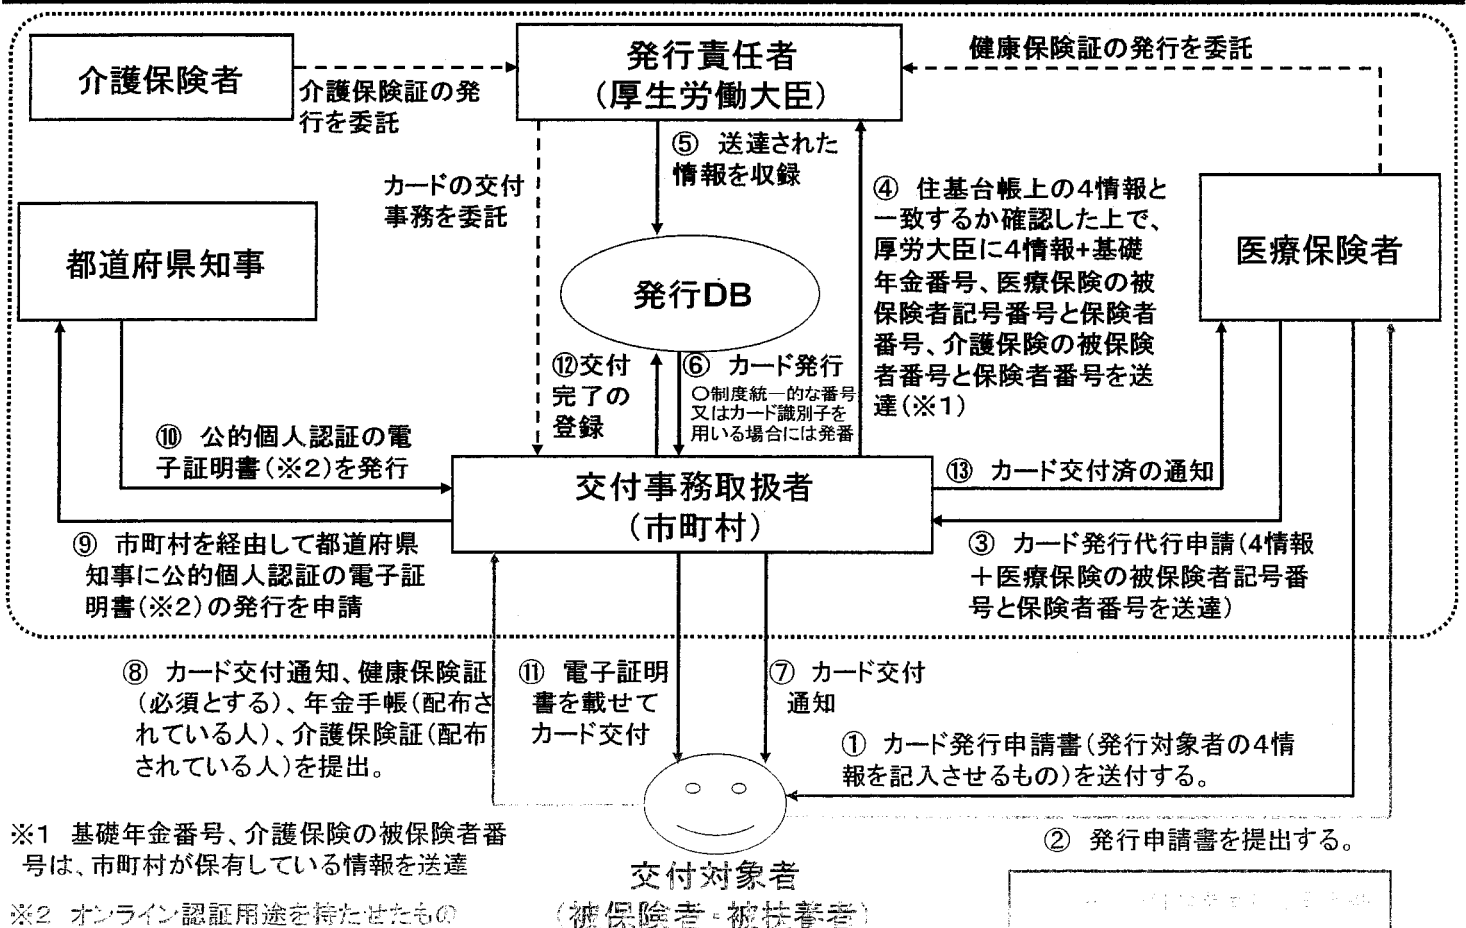 介護保険者
介護保険証の発
行を委託
発行責任者
(厚生労働大臣)
健康保険証の発行を委託
カードの交付
事務を委託
⑤ 送達された
情報を収録
④ 住基台帳上の4情報と
一致するか確認した上で、
厚労大臣に4情報+基礎
年金番号、医療保険の被
保険者記号番号と保険者
番号、介護保険の被保険
者番号と保険者番号を送
達(※1)
都道府県知事
医療保険者
発行DB
⑫交付
完了の
登録
⑥ カード発行
○制度統一的な番号
又はカード識別子を
用いる場合には発番
⑩ 公的個人認証の電
子証明書(※2)を発行
交付事務取扱者
(市町村)
⑬ カード交付済の通知
⑨ 市町村を経由して都道府県
知事に公的個人認証の電子証
明書(※2)の発行を申請
③ カード発行代行申請(4情報
+医療保険の被保険者記号番
号と保険者番号を送達)
⑧ カード交付通知、健康保険証
(必須とする)、年金手帳(配布さ
れている人)、介護保険証(配布
されている人)を提出。
⑪ 電子証明
書を載せて
カード交付
⑦ カード交付
通知
① カード発行申請書(発行対象者の4情
報を記入させるもの)を送付する。
② 発行申請書を提出する。
※1 基礎年金番号、介護保険の被保険者番
号は、市町村が保有している情報を送達
※2 オンライン認証用途を持たせたもの
交付対象者
(被保険者・被扶養者)